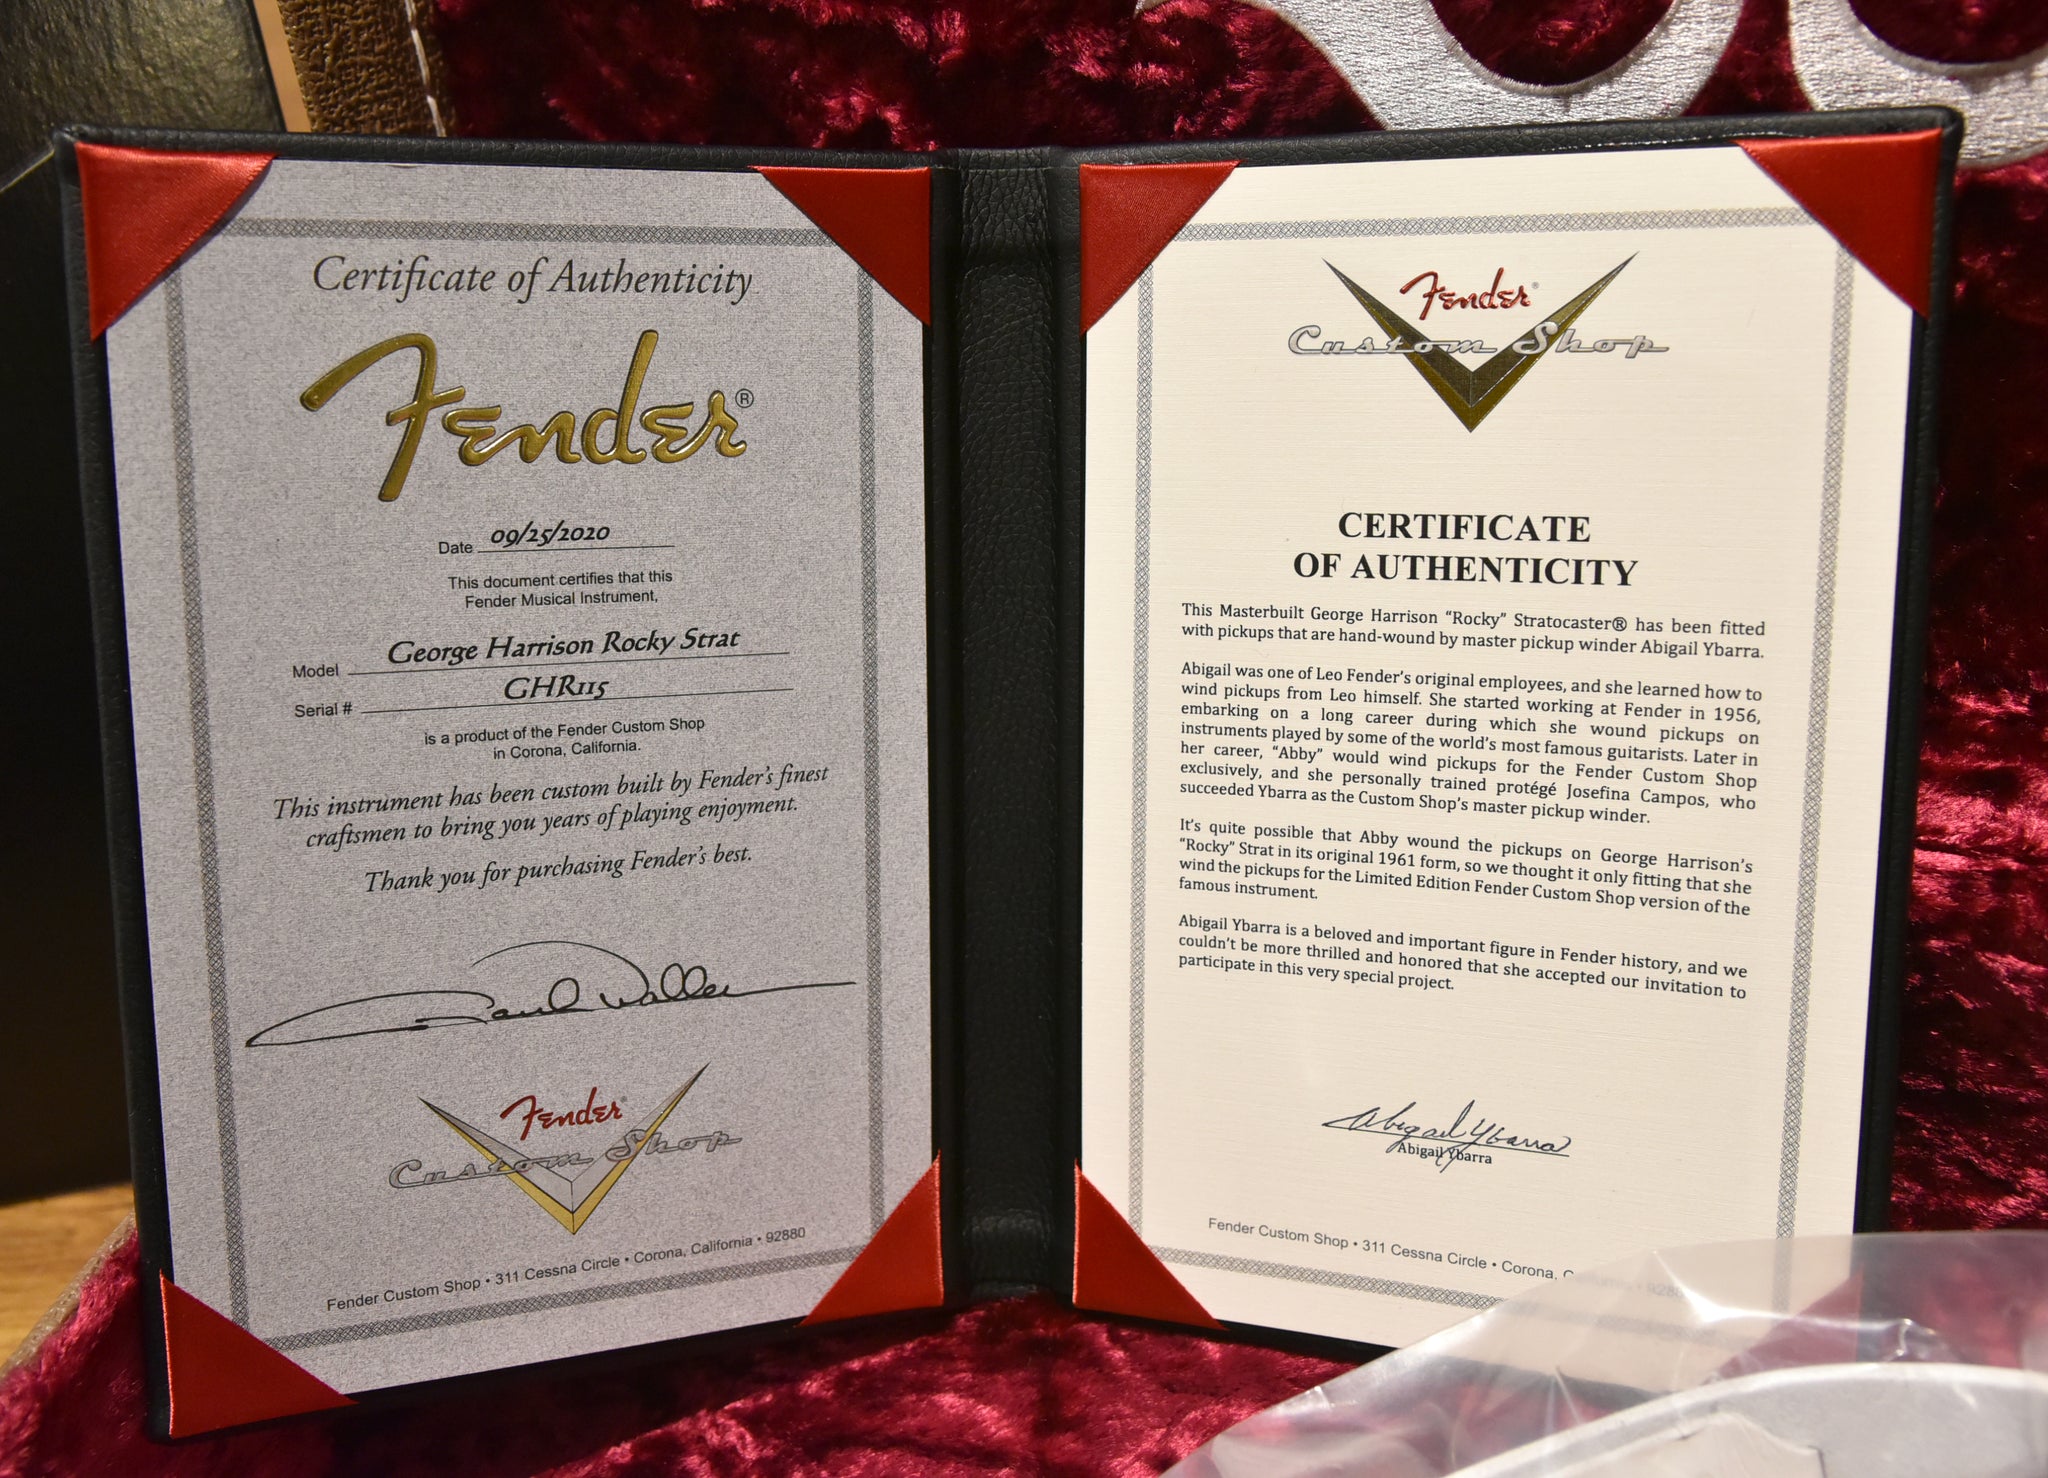 Certificate of Authenticity
Fender®
Date 09/25/2020
This document certifies that this
Fender Musical Instrument,
Model George Harrison Rocky Strat
Serial # GHR115
is a product of the Fender Custom Shop
in Corona, California.
This instrument has been custom built by Fender's finest
craftsmen to bring you years of playing enjoyment.
Thank you for purchasing Fender's best.
Fender®
Custom Shop
Fender Custom Shop • 311 Cessna Circle • Corona, California • 92880
Fender®
Custom Shop
CERTIFICATE
OF AUTHENTICITY
This Masterbuilt George Harrison “Rocky” Stratocaster® has been fitted
with pickups that are hand-wound by master pickup winder Abigail Ybarra.
Abigail was one of Leo Fender's original employees, and she learned how to
wind pickups from Leo himself. She started working at Fender in 1956,
embarking on a long career during which she wound pickups on
instruments played by some of the world's most famous guitarists. Later in
her career, “Abby” would wind pickups for the Fender Custom Shop
exclusively, and she personally trained protégé Josefina Campos, who
succeeded Ybarra as the Custom Shop's master pickup winder.
It's quite possible that Abby wound the pickups on George Harrison's
“Rocky” Strat in its original 1961 form, so we thought it only fitting that she
wind the pickups for the Limited Edition Fender Custom Shop version of the
famous instrument.
Abigail Ybarra is a beloved and important figure in Fender history, and we
couldn't be more thrilled and honored that she accepted our invitation to
participate in this very special project.
Abigail Ybarra
Abigail Ybarra
Fender Custom Shop • 311 Cessna Circle • Corona,